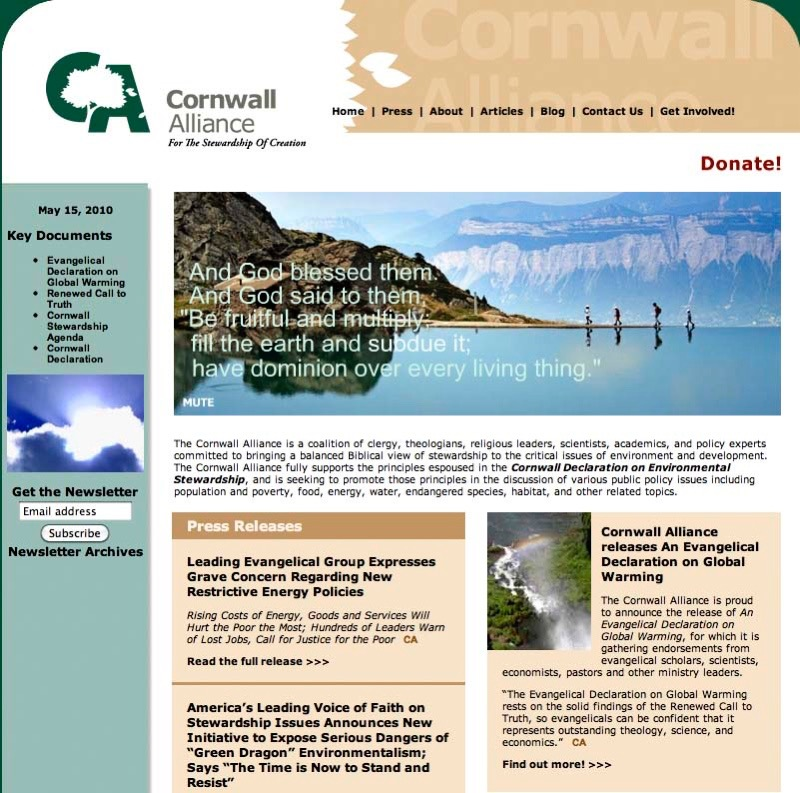 Cornwall
Alliance
CA
Cornwall
Alliance
For The Stewardship Of Creation
Home | Press | About | Articles | Blog | Contact Us | Get Involved!
Donate!
May 15, 2010
Key Documents
• Evangelical
Declaration on
Global Warming
• Renewed Call to
Truth
• Cornwall
Stewardship
Agenda
• Cornwall
Declaration
Get the Newsletter
Email address
Subscribe
Newsletter Archives
And God blessed them.
And God said to them,
"Be fruitful and multiply;
fill the earth and subdue it;
have dominion over every living thing."
MUTE
The Cornwall Alliance is a coalition of clergy, theologians, religious leaders, scientists, academics, and policy experts
committed to bringing a balanced Biblical view of stewardship to the critical issues of environment and development.
The Cornwall Alliance fully supports the principles espoused in the Cornwall Declaration on Environmental
Stewardship, and is seeking to promote those principles in the discussion of various public policy issues including
population and poverty, food, energy, water, endangered species, habitat, and other related topics.
Press Releases
Leading Evangelical Group Expresses
Grave Concern Regarding New
Restrictive Energy Policies
Rising Costs of Energy, Goods and Services Will
Hurt the Poor the Most; Hundreds of Leaders Warn
of Lost Jobs, Call for Justice for the Poor CA
Read the full release >>>
America's Leading Voice of Faith on
Stewardship Issues Announces New
Initiative to Expose Serious Dangers of
“Green Dragon” Environmentalism;
Says “The Time is Now to Stand and
Resist”
Cornwall Alliance
releases An Evangelical
Declaration on Global
Warming
The Cornwall Alliance is proud
to announce the release of An
Evangelical Declaration on
Global Warming, for which it is
gathering endorsements from
evangelical scholars, scientists,
economists, pastors and other ministry leaders.
“The Evangelical Declaration on Global Warming
rests on the solid findings of the Renewed Call to
Truth, so evangelicals can be confident that it
represents outstanding theology, science, and
economics.” CA
Find out more! >>>